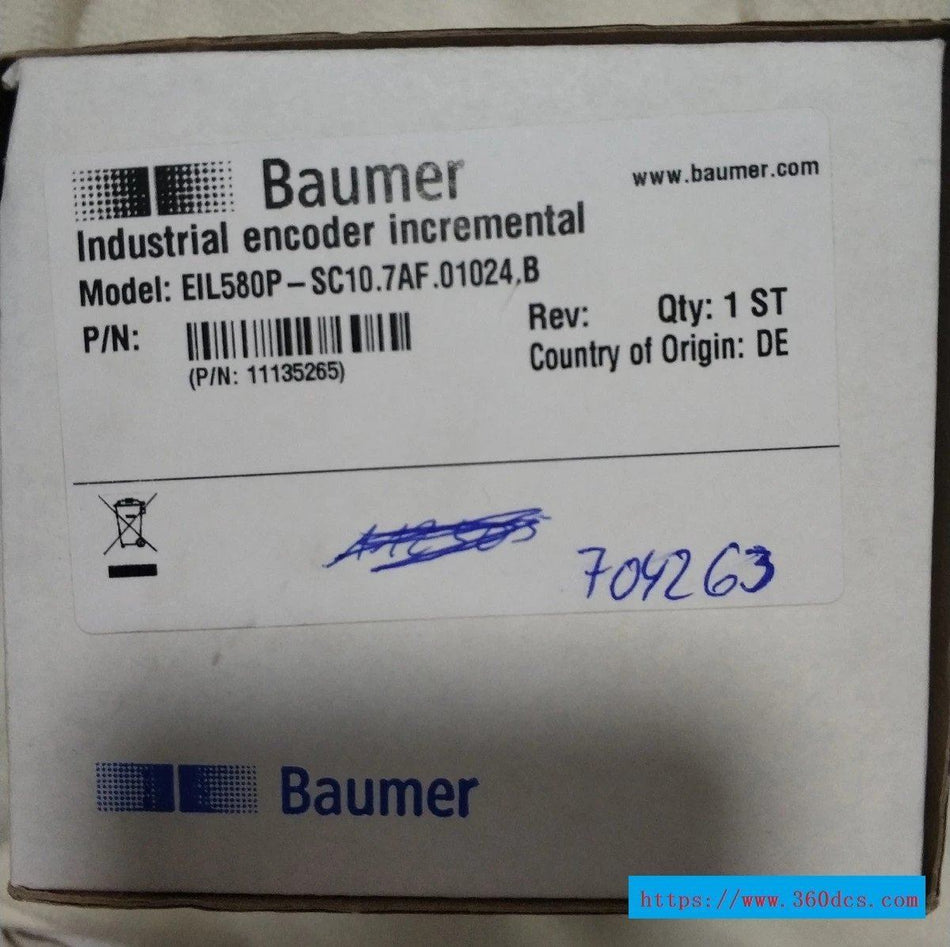 Baumer
www.baumer.com
Industrial encoder incremental
Model: EIL580P-SC10.7AF.01024.B
P/N:
Rev: Qty: 1 ST
(P/N: 11135265)
Country of Origin: DE
704263
Baumer
https://www.360dcs.com